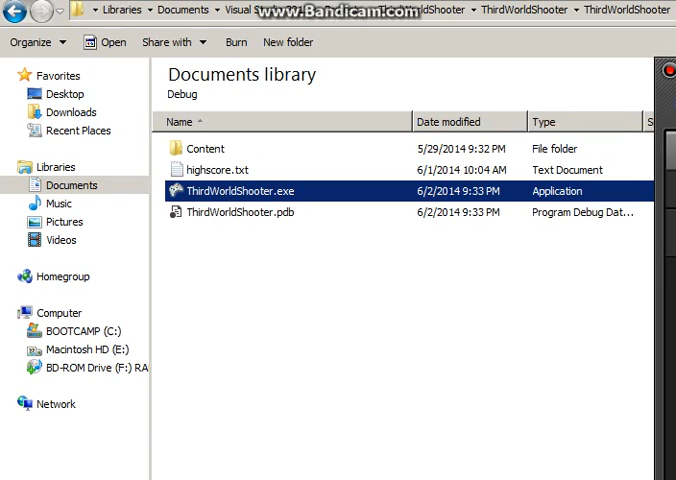 Libraries Documents Visual Stud ThirdWorldShooter ThirdWorldShooter ThirdWorldShooter
www.Bandicam.com
Organize Open Share with Burn New folder
Favorites
Desktop
Downloads
Recent Places
Libraries
Documents
Music
Pictures
Videos
Homegroup
Computer
BOOTCAMP (C:)
Macintosh HD (E:)
BD-ROM Drive (F:) RA
Network
Documents library
Debug
Name Date modified Type S
Content 5/29/2014 9:32 PM File folder
highscore.txt 6/1/2014 10:04 AM Text Document
ThirdWorldShooter.exe 6/2/2014 9:33 PM Application
ThirdWorldShooter.pdb 6/2/2014 9:33 PM Program Debug Dat...